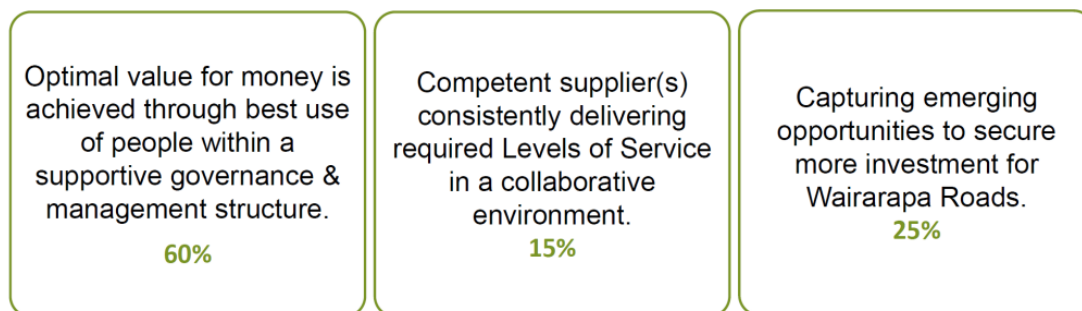 Optimal value for money is
achieved through best use
of people within a
supportive governance &
management structure.
60%
Competent supplier(s)
consistently delivering
required Levels of Service
in a collaborative
environment.
15%
Capturing emerging
opportunities to secure
more investment for
Wairarapa Roads.
25%